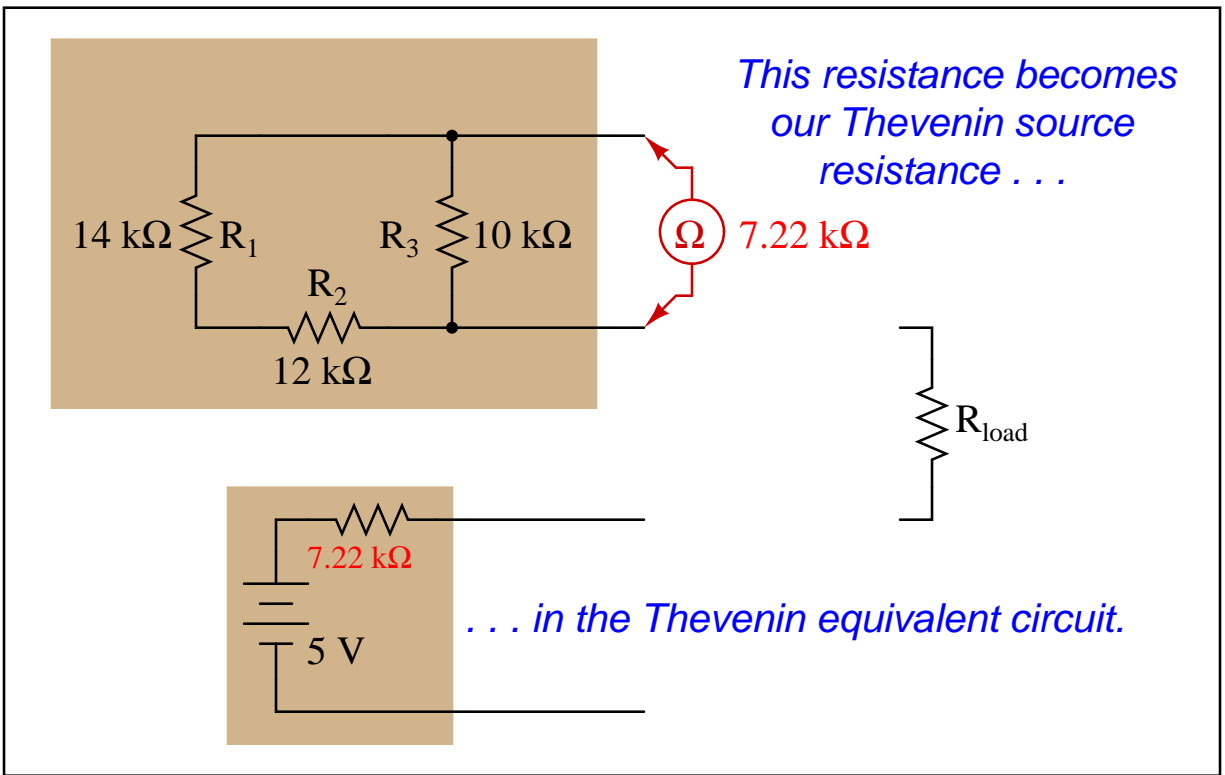 This resistance becomes
our Thevenin source
resistance . . .
14 kΩ
R1
R3
10 kΩ
Ω
7.22 kΩ
R2
12 kΩ
Rload
7.22 kΩ
5 V
. . . in the Thevenin equivalent circuit.